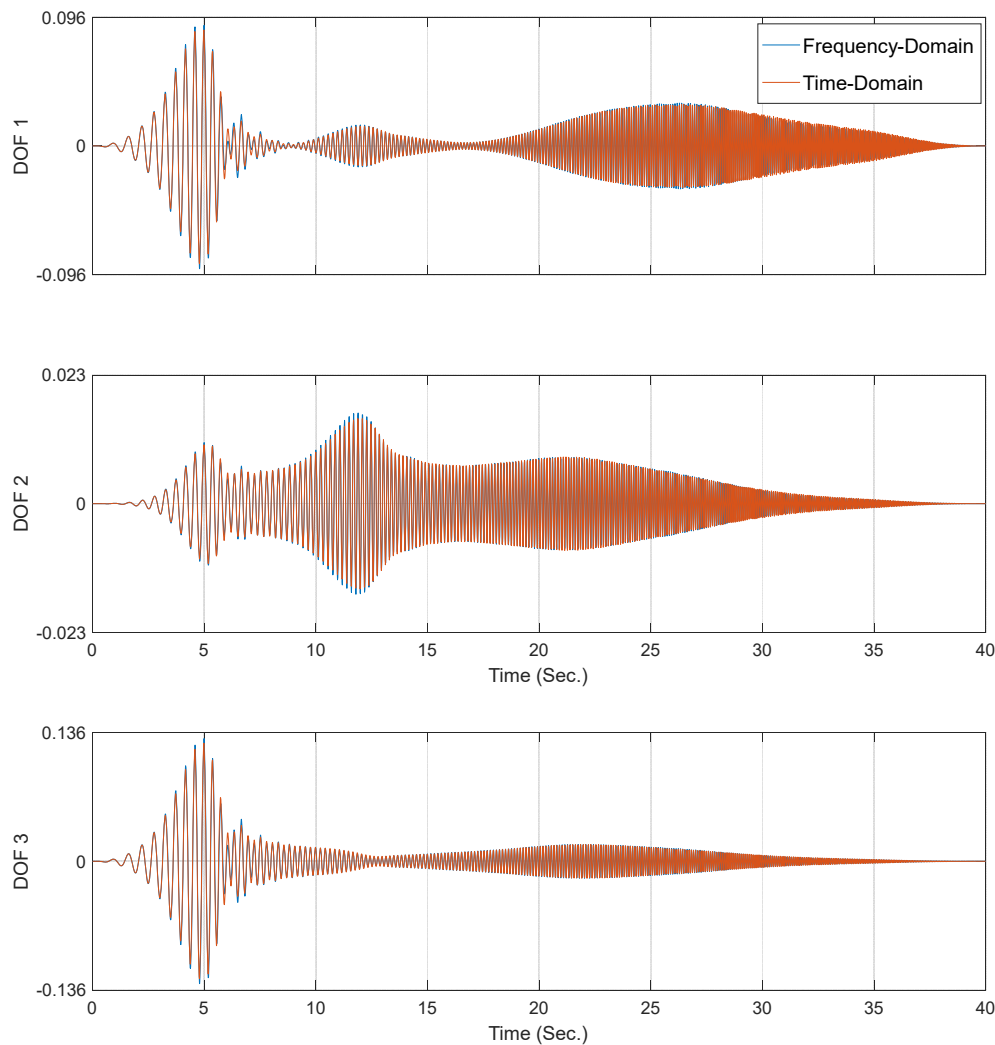 0.096
Frequency-Domain
Time-Domain
DOF 1
0
-0.096
0.023
DOF 2
0
-0.023
0 5 10 15 20 25 30 35 40
Time (Sec.)
0.136
DOF 3
0
-0.136
0 5 10 15 20 25 30 35 40
Time (Sec.)